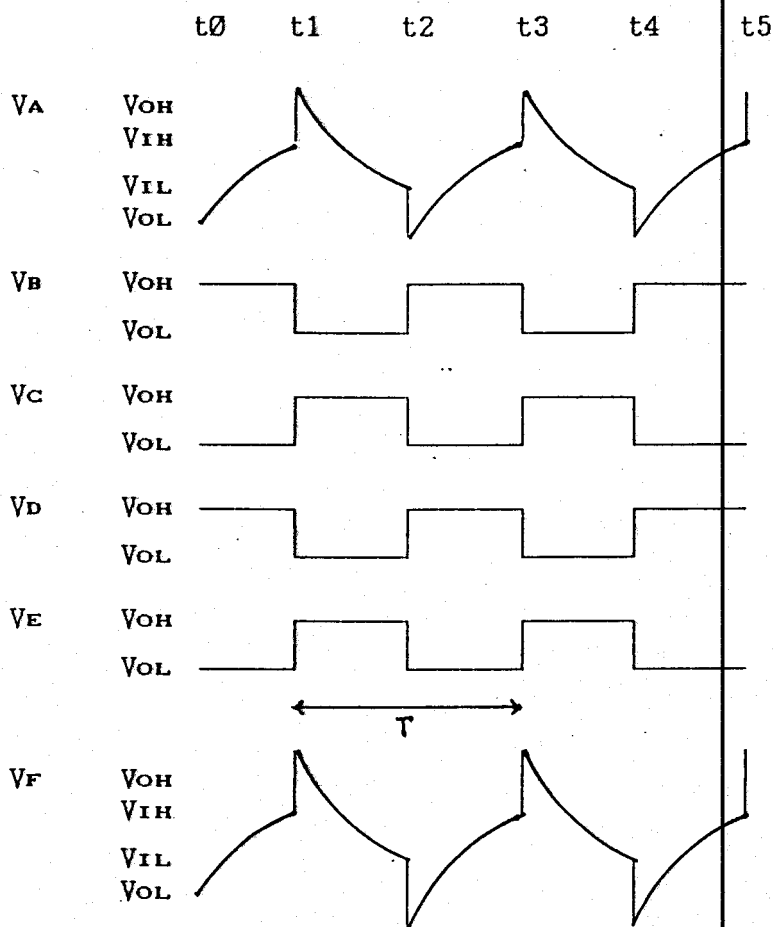 tØ t1 t2 t3 t4 t5
VA VOH
VIH
VIL
VOL
VB VOH
VOL
VC VOH
VOL
VD VOH
VOL
VE VOH
VOL
T
VF VOH
VIH
VIL
VOL